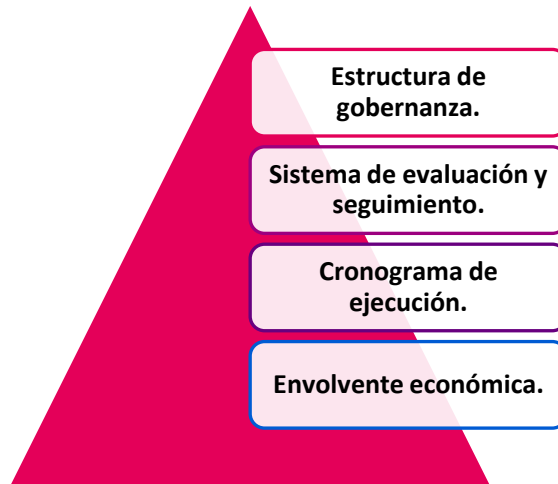 Estructura de
gobernanza.
Sistema de evaluación y
seguimiento.
Cronograma de
ejecución.
Envolvente económica.